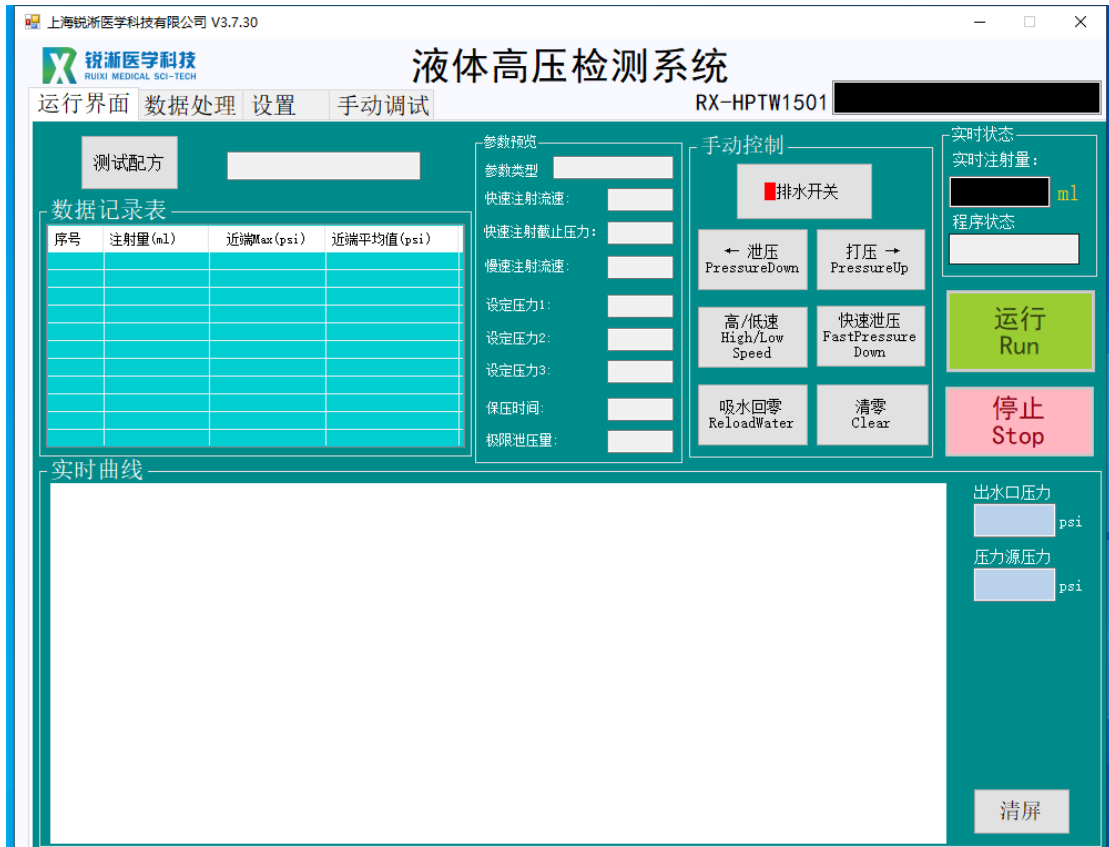 上海锐淅医学科技有限公司 V3.7.30
锐淅医学科技
RUIXI MEDICAL SCI-TECH
液体高压检测系统
RX-HPTW1501
运行界面 数据处理 设置 手动调试
测试配方
数据记录表
序号 注射量(ml) 近端Max(psi) 近端平均值(psi)
参数预览
参数类型
快速注射流速:
快速注射截止压力:
慢速注射流速:
设定压力1:
设定压力2:
设定压力3:
保压时间:
极限泄压量:
手动控制
排水开关
← 泄压
PressureDown
打压 →
PressureUp
高/低速
High/Low
Speed
快速泄压
FastPressure
Down
吸水回零
ReloadWater
清零
Clear
实时状态
实时注射量:
ml
程序状态
运行
Run
停止
Stop
实时曲线
出水口压力
psi
压力源压力
psi
清屏